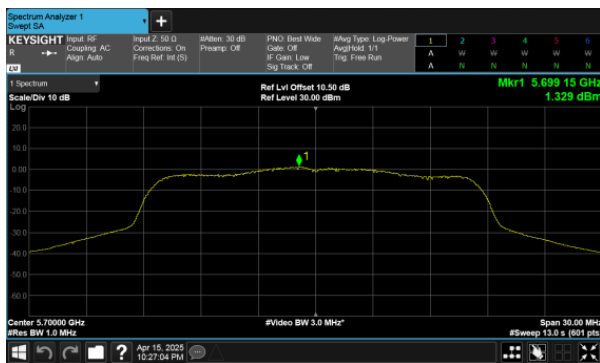 Spectrum Analyzer 1
Swept SA
+
KEYSIGHT
R
LXI
Input: RF
Coupling: AC
Align: Auto
Input Z: 50 Ω
Corrections: On
Freq Ref: Int (S)
#Atten: 30 dB
Preamp: Off
PNO: Best Wide
Gate: Off
IF Gain: Low
Sig Track: Off
#Avg Type: Log-Power
Avg|Hold: 1/1
Trig: Free Run
1 2 3 4 5 6
A W W W W W
A N N N N N
1 Spectrum
Scale/Div 10 dB
Log
Ref Lvl Offset 10.50 dB
Ref Level 30.00 dBm
Mkr1 5.699 15 GHz
1.329 dBm
20.0
10.0
0.00
-10.0
-20.0
-30.0
-40.0
-50.0
-60.0
1
Center 5.70000 GHz
#Res BW 1.0 MHz
#Video BW 3.0 MHz*
Span 30.00 MHz
#Sweep 13.0 s (601 pts)
?
Apr 15, 2025
10:27:04 PM